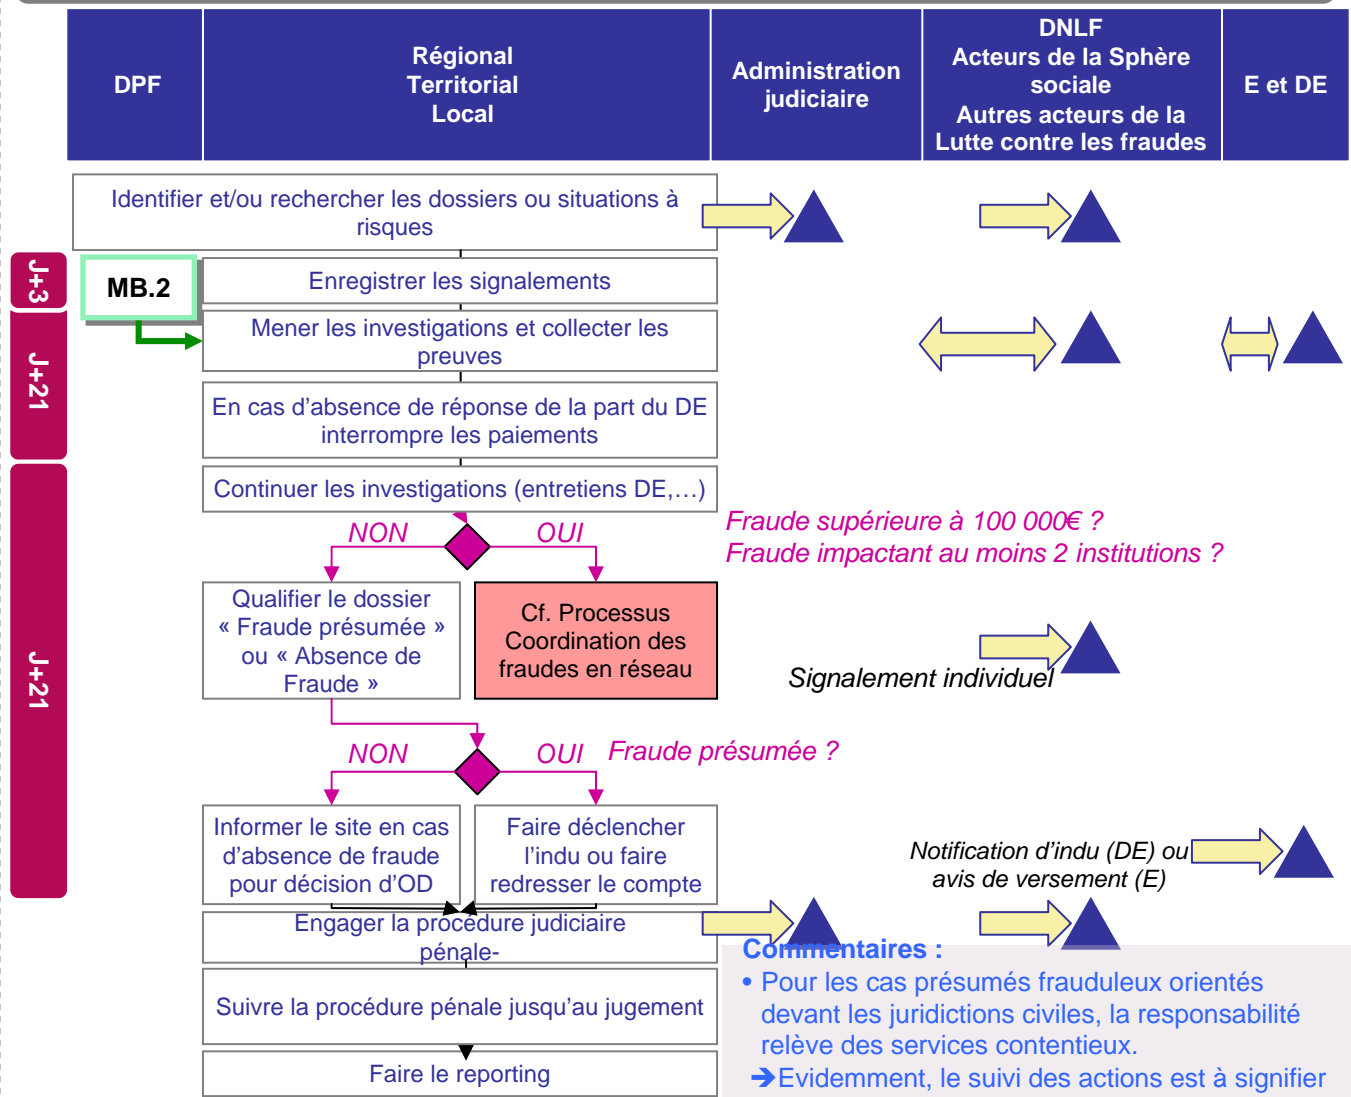 DPF
Régional
Territorial
Local
Administration
judiciaire
DNLF
Acteurs de la Sphère
sociale
Autres acteurs de la
Lutte contre les fraudes
E et DE
Identifier et/ou rechercher les dossiers ou situations à
risques
J+3
MB.2
Enregistrer les signalements
J+21
Mener les investigations et collecter les
preuves
En cas d’absence de réponse de la part du DE
interrompre les paiements
J+21
Continuer les investigations (entretiens DE,…)
NON
OUI
Fraude supérieure à 100 000€ ?
Fraude impactant au moins 2 institutions ?
Qualifier le dossier
« Fraude présumée »
ou « Absence de
Fraude »
Cf. Processus
Coordination des
fraudes en réseau
Signalement individuel
NON
OUI
Fraude présumée ?
Informer le site en cas
d’absence de fraude
pour décision d’OD
Faire déclencher
l’indu ou faire
redresser le compte
Notification d’indu (DE) ou
avis de versement (E)
Engager la procédure judiciaire
pénale-
Suivre la procédure pénale jusqu’au jugement
Faire le reporting
Commentaires :
• Pour les cas présumés frauduleux orientés
devant les juridictions civiles, la responsabilité
relève des services contentieux.
➔Evidemment, le suivi des actions est à signifier